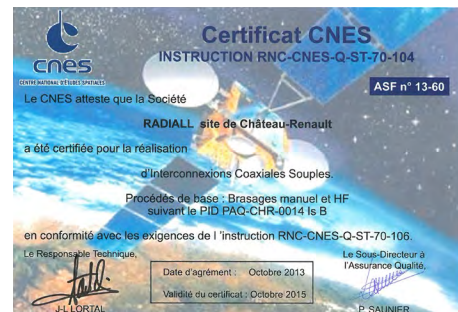 cnes
CENTRE NATIONAL D'ÉTUDES SPATIALES
Certificat CNES
INSTRUCTION RNC-CNES-Q-ST-70-104
ASF n° 13-60
Le CNES atteste que la Société
RADIALL site de Château-Renault
a été certifiée pour la réalisation
d'Interconnexions Coaxiales Souples.
Procédés de base : Brasages manuel et HF
suivant le PID PAQ-CHR-0014 Is B
en conformité avec les exigences de l 'instruction RNC-CNES-Q-ST-70-106.
Le Responsable Technique,
Le Sous-Directeur à
l'Assurance Qualité,
Date d'agrément : Octobre 2013
Validité du certificat : Octobre 2015
J-L LORTAL
P. SAUNIER